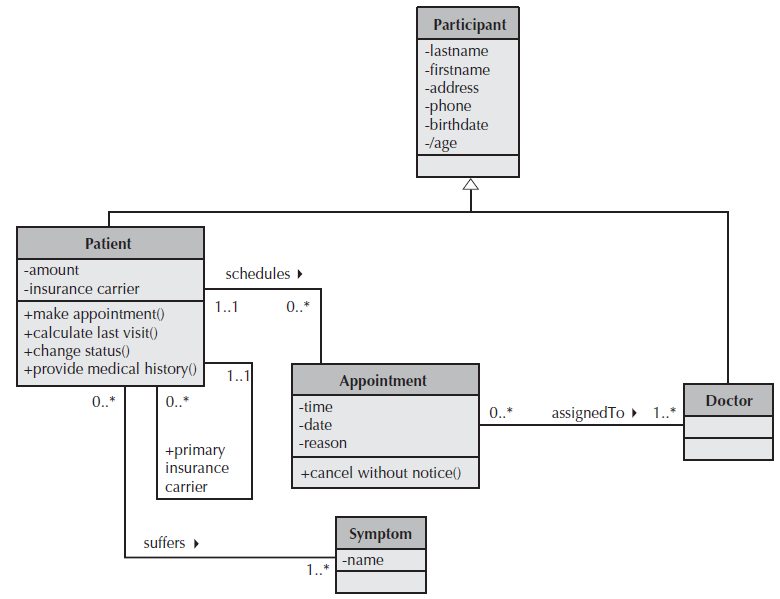 Participant
-lastname
-firstname
-address
-phone
-birthdate
-/age
Patient
-amount
-insurance carrier
+make appointment()
+calculate last visit()
+change status()
+provide medical history()
schedules
1..1
0..*
1..1
0..*
0..*
+primary
insurance
carrier
Appointment
-time
-date
-reason
+cancel without notice()
0..*
assignedTo
1..*
Doctor
suffers
1..*
Symptom
-name